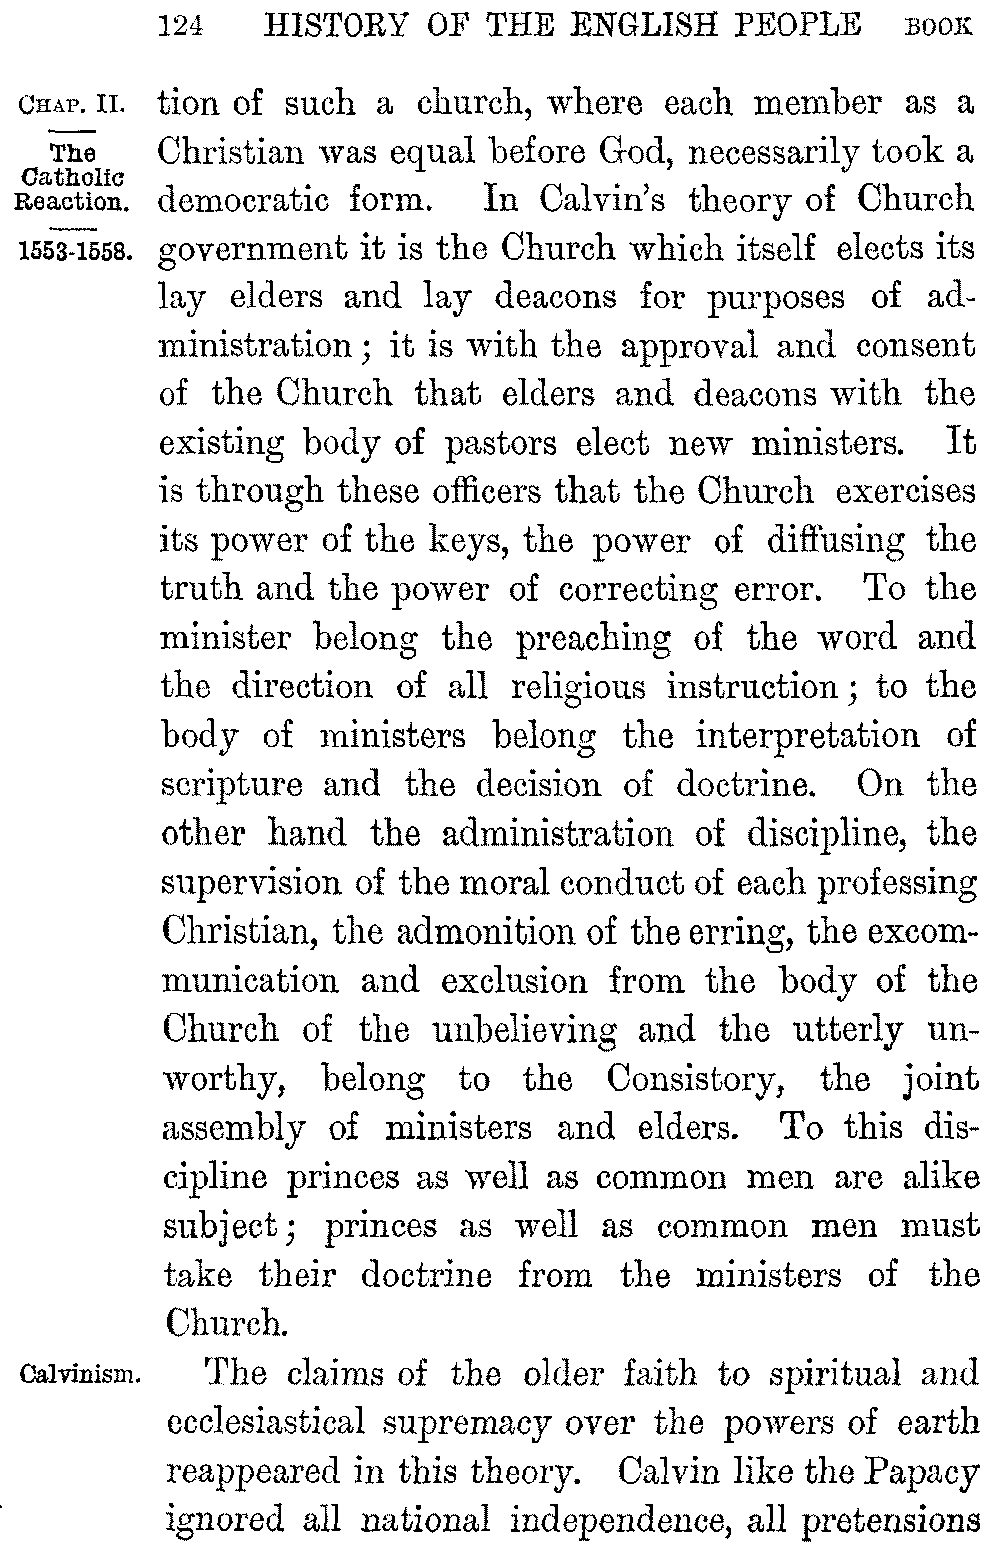 124 HISTORY OF THE ENGLISH PEOPLE BOOK
CHAP. II.
The
Catholic
Reaction.
1553-1558.
tion of such a church, where each member as a
Christian was equal before God, necessarily took a
democratic form. In Calvin's theory of Church
government it is the Church which itself elects its
lay elders and lay deacons for purposes of ad-
ministration; it is with the approval and consent
of the Church that elders and deacons with the
existing body of pastors elect new ministers. It
is through these officers that the Church exercises
its power of the keys, the power of diffusing the
truth and the power of correcting error. To the
minister belong the preaching of the word and
the direction of all religious instruction; to the
body of ministers belong the interpretation of
scripture and the decision of doctrine. On the
other hand the administration of discipline, the
supervision of the moral conduct of each professing
Christian, the admonition of the erring, the excom-
munication and exclusion from the body of the
Church of the unbelieving and the utterly un-
worthy, belong to the Consistory, the joint
assembly of ministers and elders. To this dis-
cipline princes as well as common men are alike
subject; princes as well as common men must
take their doctrine from the ministers of the
Church.
Calvinism.
The claims of the older faith to spiritual and
ecclesiastical supremacy over the powers of earth
reappeared in this theory. Calvin like the Papacy
ignored all national independence, all pretensions